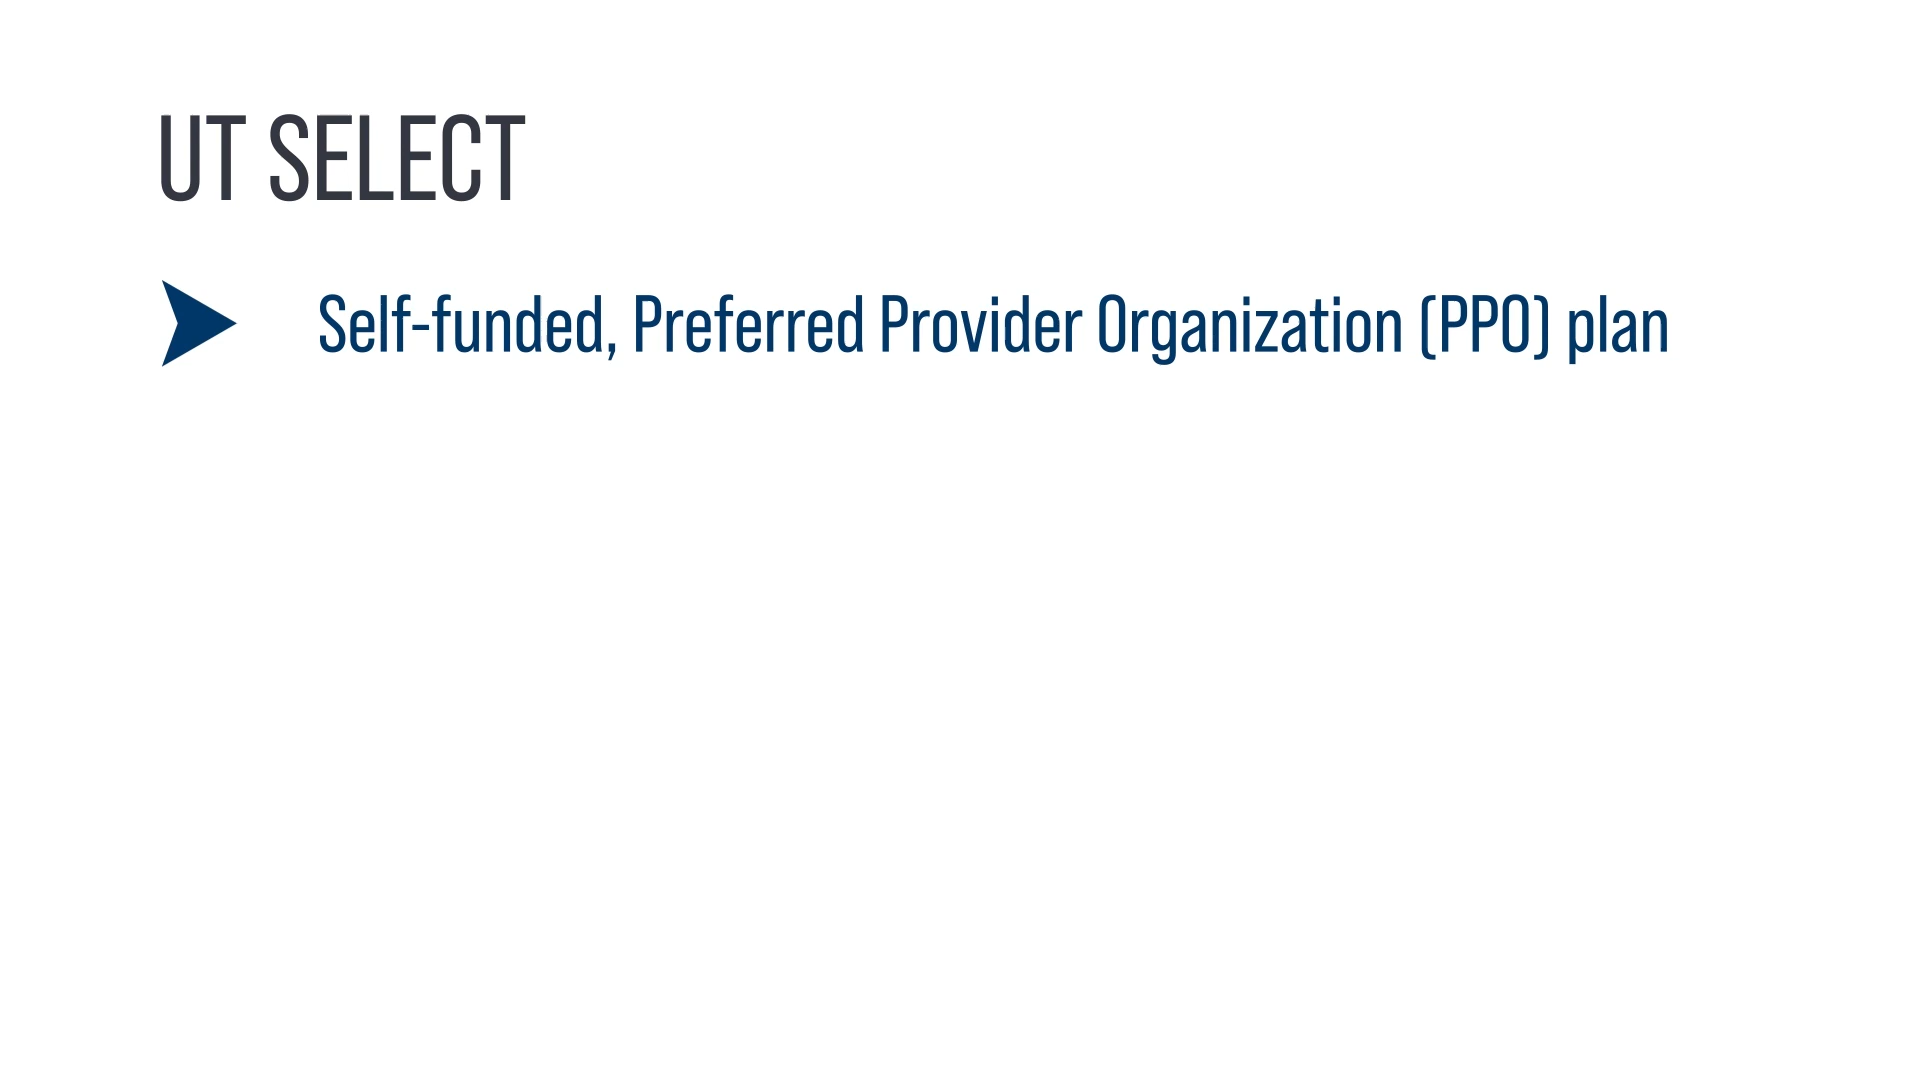 UT SELECT
Self-funded, Preferred Provider Organization (PPO) plan